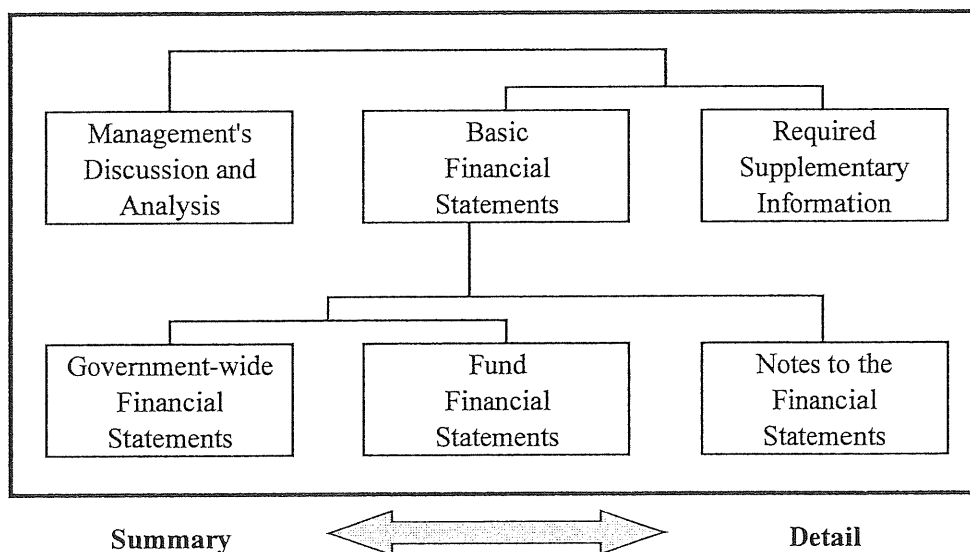 Management's
Discussion and
Analysis
Basic
Financial
Statements
Required
Supplementary
Information
Government-wide
Financial
Statements
Fund
Financial
Statements
Notes to the
Financial
Statements
Summary
Detail